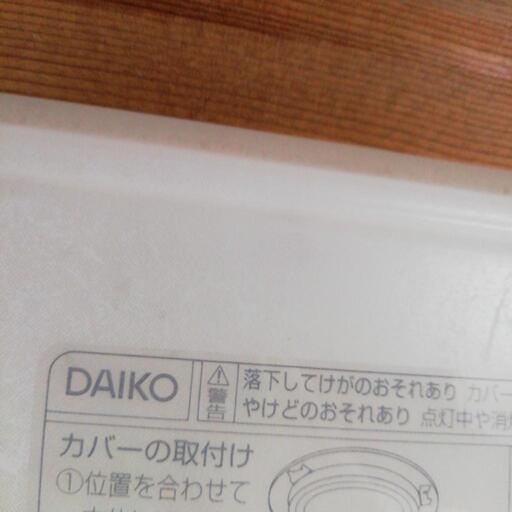 DAIKO
警告
落下してけがのおそれあり カバー
やけどのおそれあり 点灯中や消
カバーの取付け
①位置を合わせて